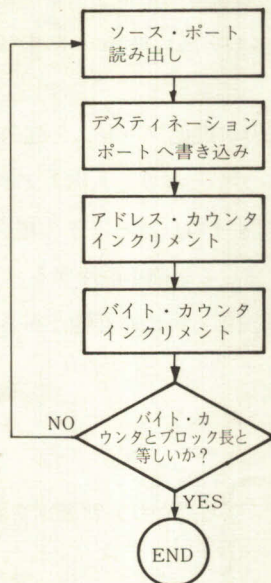 ソース・ポート
読み出し
デスティネーション
ポートへ書き込み
アドレス・カウンタ
インクリメント
バイト・カウンタ
インクリメント
バイト・カ
ウンタとブロック長と
等しいか?
NO
YES
END